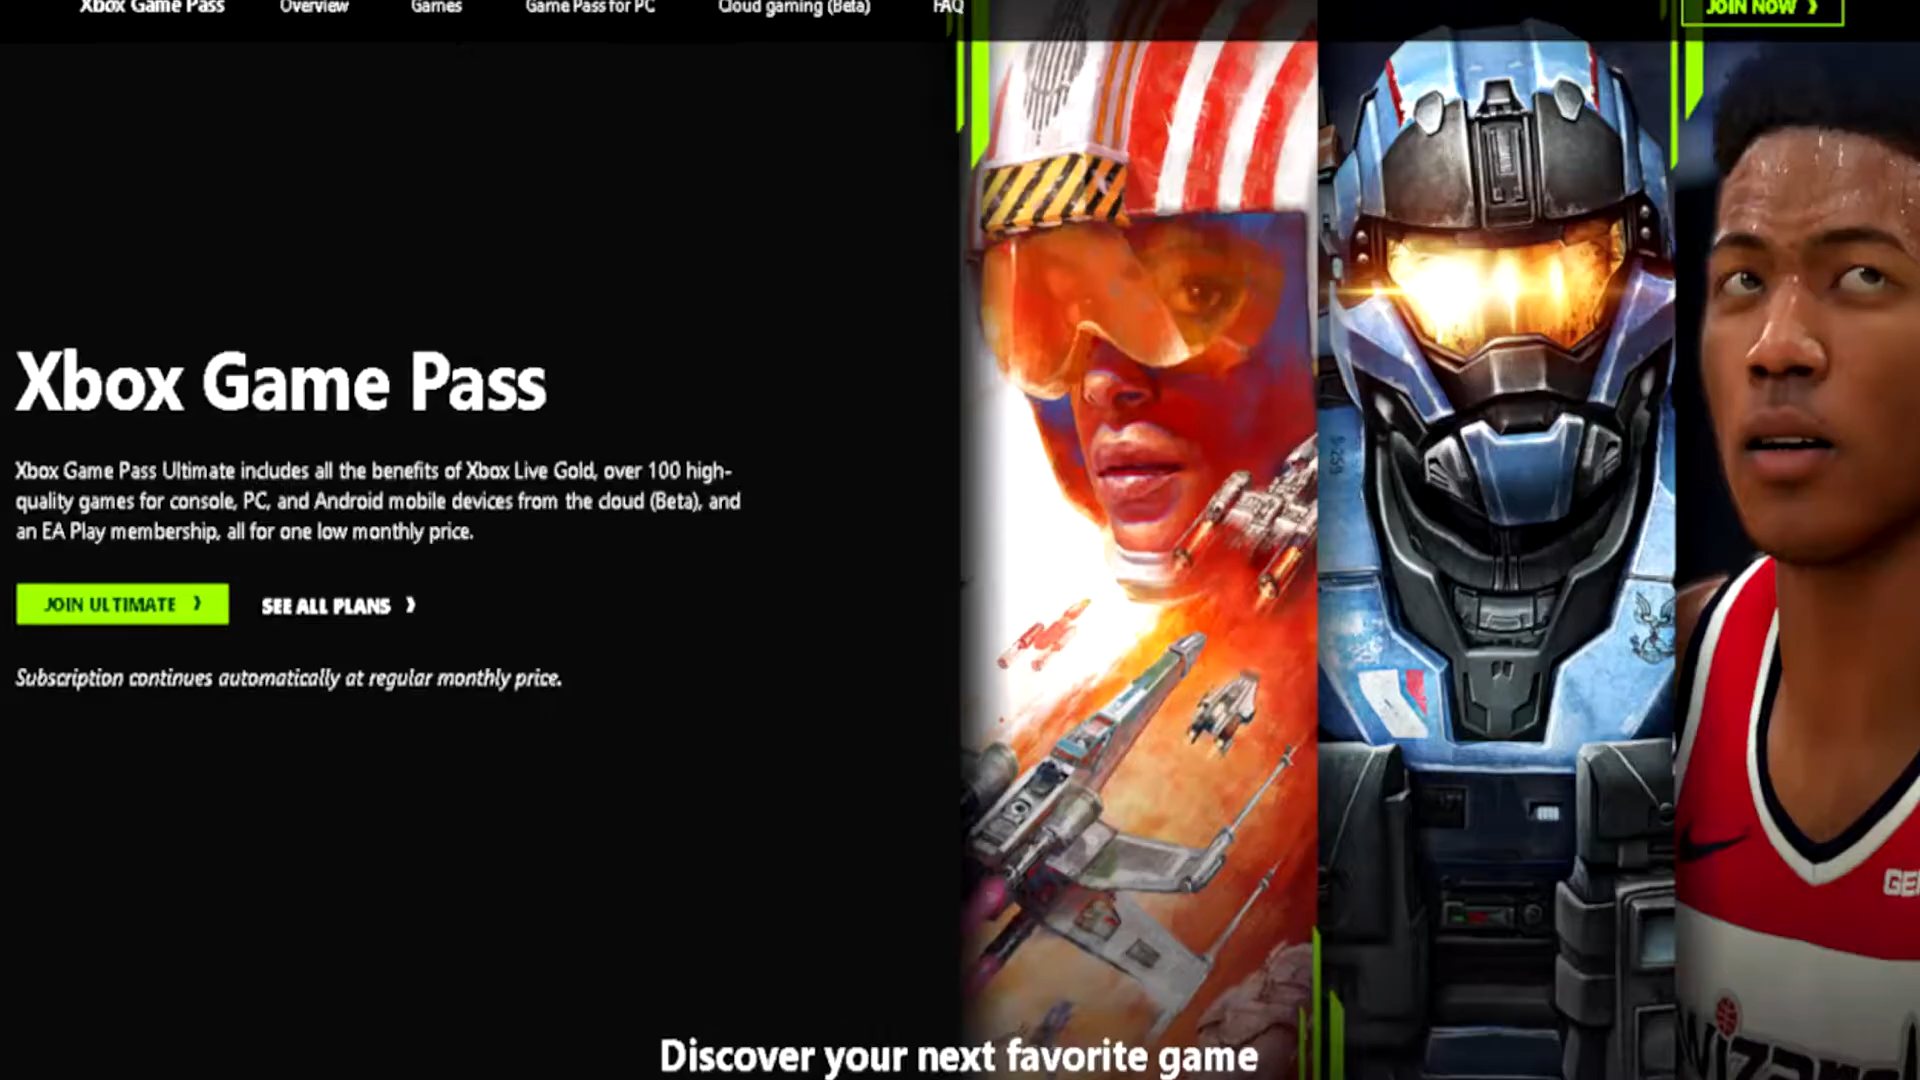 Xbox Game Pass
Overview
Games
Game Pass for PC
Cloud gaming (Beta)
FAQ
JOIN NOW
Xbox Game Pass
Xbox Game Pass Ultimate includes all the benefits of Xbox Live Gold, over 100 high-
quality games for console, PC, and Android mobile devices from the cloud (Beta), and
an EA Play membership, all for one low monthly price.
JOIN ULTIMATE
SEE ALL PLANS
Subscription continues automatically at regular monthly price.
S-259
GE
Wizards
Discover your next favorite game